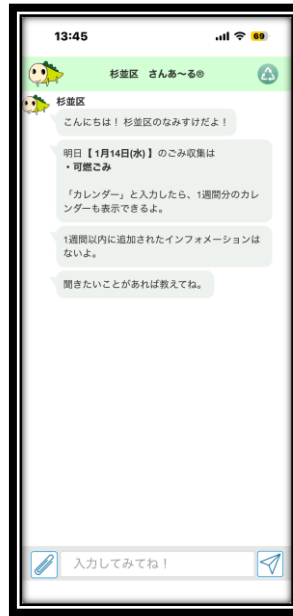 13:45
69
杉並区 さんあ~る®
杉並区
こんにちは！杉並区のなみすけだよ！
明日【1月14日(水)】のごみ収集は
・可燃ごみ
「カレンダー」と入力したら、1週間分のカレ
ンダーも表示できるよ。
1週間以内に追加されたインフォメーションは
ないよ。
聞きたいことがあれば教えてね。
入力してみてね！